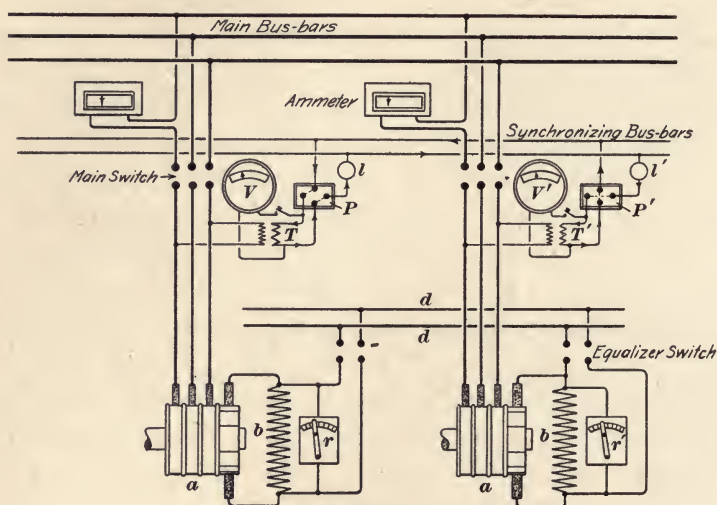 Main Bus-bars
Ammeter
Synchronizing Bus-bars
Main Switch
V
l
P
T
V'
l'
P'
T'
d
d
Equalizer Switch
b
r
a
b
r'
a